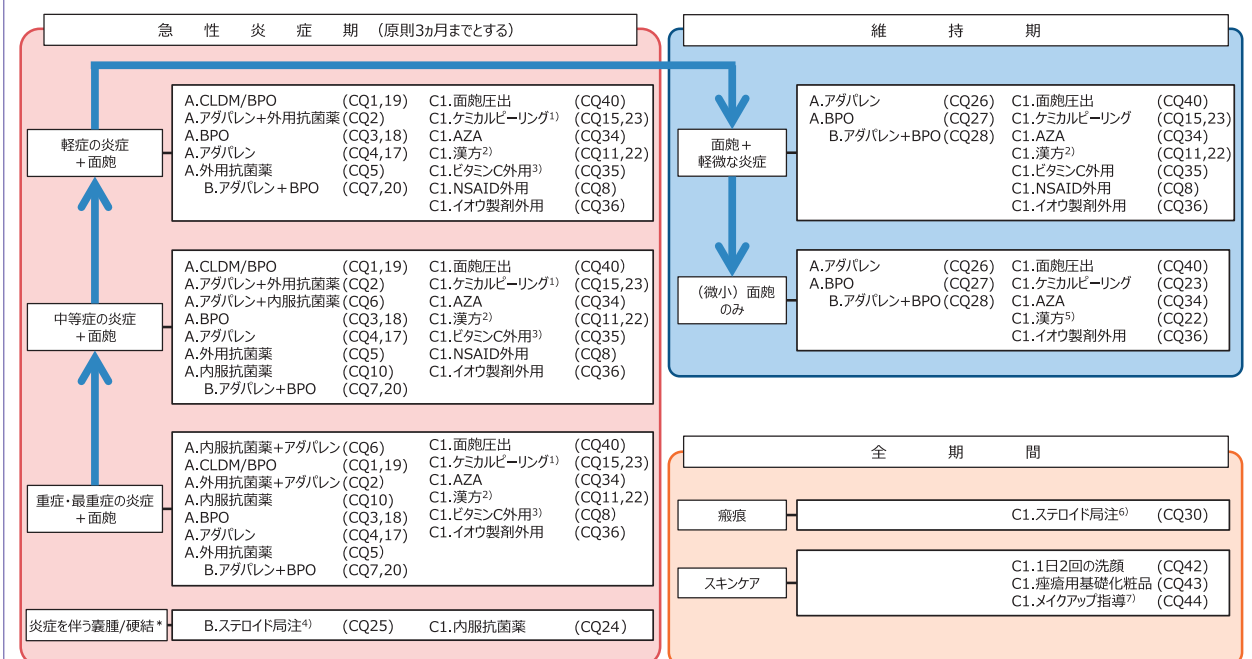 急性炎症期（原則3ヵ月までとする）
軽症の炎症
＋面皰
A.CLDM/BPO (CQ1,19) C1.面皰圧出 (CQ40)
A.アダパレン+外用抗菌薬 (CQ2) C1.ケミカルピーリング1) (CQ15,23)
A.BPO (CQ3,18) C1.AZA (CQ34)
A.アダパレン (CQ4,17) C1.漢方2) (CQ11,22)
A.外用抗菌薬 (CQ5) C1.ビタミンC外用3) (CQ35)
B.アダパレン+BPO (CQ7,20) C1.NSAID外用 (CQ8)
C1.イオウ製剤外用 (CQ36)
中等症の炎症
＋面皰
A.CLDM/BPO (CQ1,19) C1.面皰圧出 (CQ40)
A.アダパレン+外用抗菌薬 (CQ2) C1.ケミカルピーリング1) (CQ15,23)
A.アダパレン+内服抗菌薬 (CQ6) C1.AZA (CQ34)
A.BPO (CQ3,18) C1.漢方2) (CQ11,22)
A.アダパレン (CQ4,17) C1.ビタミンC外用3) (CQ35)
A.外用抗菌薬 (CQ5) C1.NSAID外用 (CQ8)
A.内服抗菌薬 (CQ10) C1.イオウ製剤外用 (CQ36)
B.アダパレン+BPO (CQ7,20)
重症・最重症の炎症
＋面皰
A.内服抗菌薬+アダパレン (CQ6) C1.面皰圧出 (CQ40)
A.CLDM/BPO (CQ1,19) C1.ケミカルピーリング1) (CQ15,23)
A.外用抗菌薬+アダパレン (CQ2) C1.AZA (CQ34)
A.内服抗菌薬 (CQ10) C1.漢方2) (CQ11,22)
A.BPO (CQ3,18) C1.ビタミンC外用3) (CQ8)
A.アダパレン (CQ4,17) C1.イオウ製剤外用 (CQ36)
A.外用抗菌薬 (CQ5)
B.アダパレン+BPO (CQ7,20)
炎症を伴う嚢腫/硬結*
B.ステロイド局注4) (CQ25) C1.内服抗菌薬 (CQ24)
維持期
面皰＋
軽微な炎症
A.アダパレン (CQ26) C1.面皰圧出 (CQ40)
A.BPO (CQ27) C1.ケミカルピーリング (CQ15,23)
B.アダパレン+BPO (CQ28) C1.AZA (CQ34)
C1.漢方2) (CQ11,22)
C1.ビタミンC外用 (CQ35)
C1.NSAID外用 (CQ8)
C1.イオウ製剤外用 (CQ36)
（微小）面皰
のみ
A.アダパレン (CQ26) C1.面皰圧出 (CQ40)
A.BPO (CQ27) C1.ケミカルピーリング (CQ23)
B.アダパレン+BPO (CQ28) C1.AZA (CQ34)
C1.漢方5) (CQ22)
C1.イオウ製剤外用 (CQ36)
全期間
瘢痕
C1.ステロイド局注6) (CQ30)
スキンケア
C1.1日2回の洗顔 (CQ42)
C1.痤瘡用基礎化粧品 (CQ43)
C1.メイクアップ指導7) (CQ44)